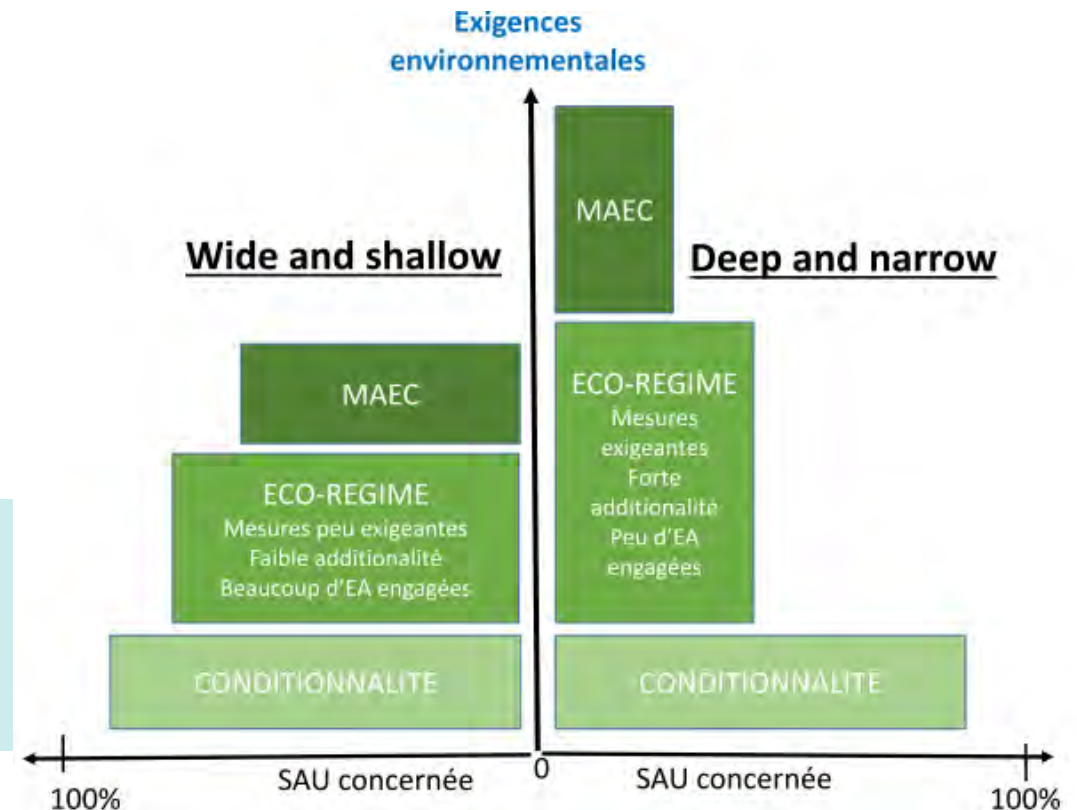 Exigences
environnementales
Wide and shallow
MAEC
ECO-REGIME
Mesures peu exigeantes
Faible additionalité
Beaucoup d'EA engagées
CONDITIONNALITE
MAEC
Deep and narrow
ECO-REGIME
Mesures
exigeantes
Forte
additionalité
Peu d'EA
engagées
CONDITIONNALITE
100%
SAU concernée
0
SAU concernée
100%